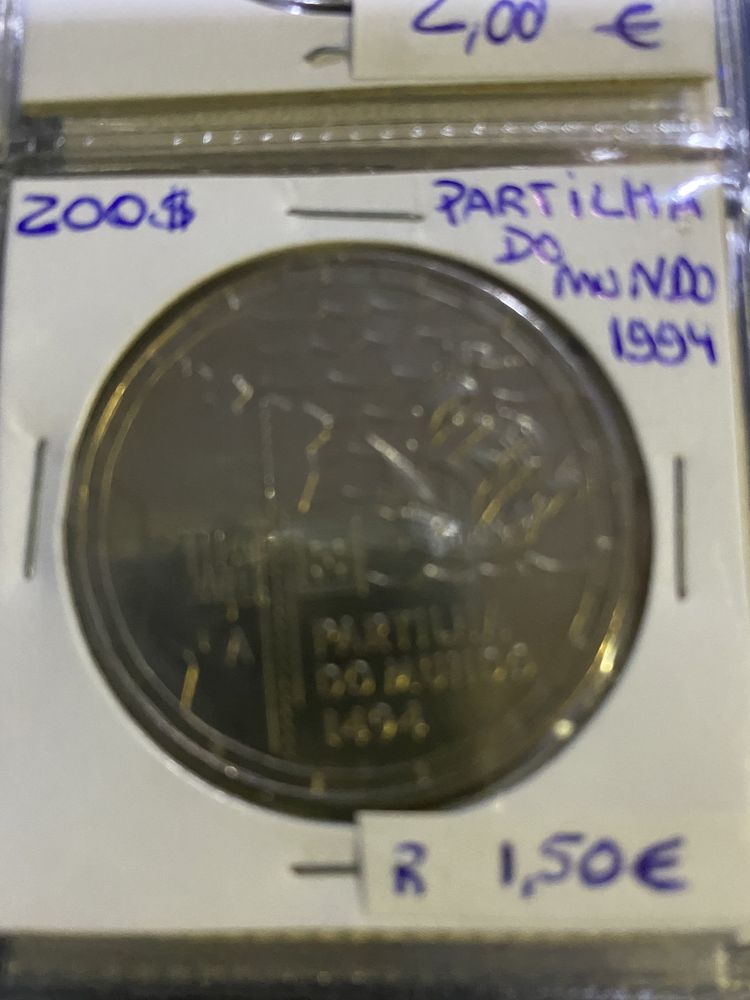 2,00 €
200$
PARTILHA
DO
MUNDO
1994
PARTILHA
DO MUNDO
1494
R 1,50€